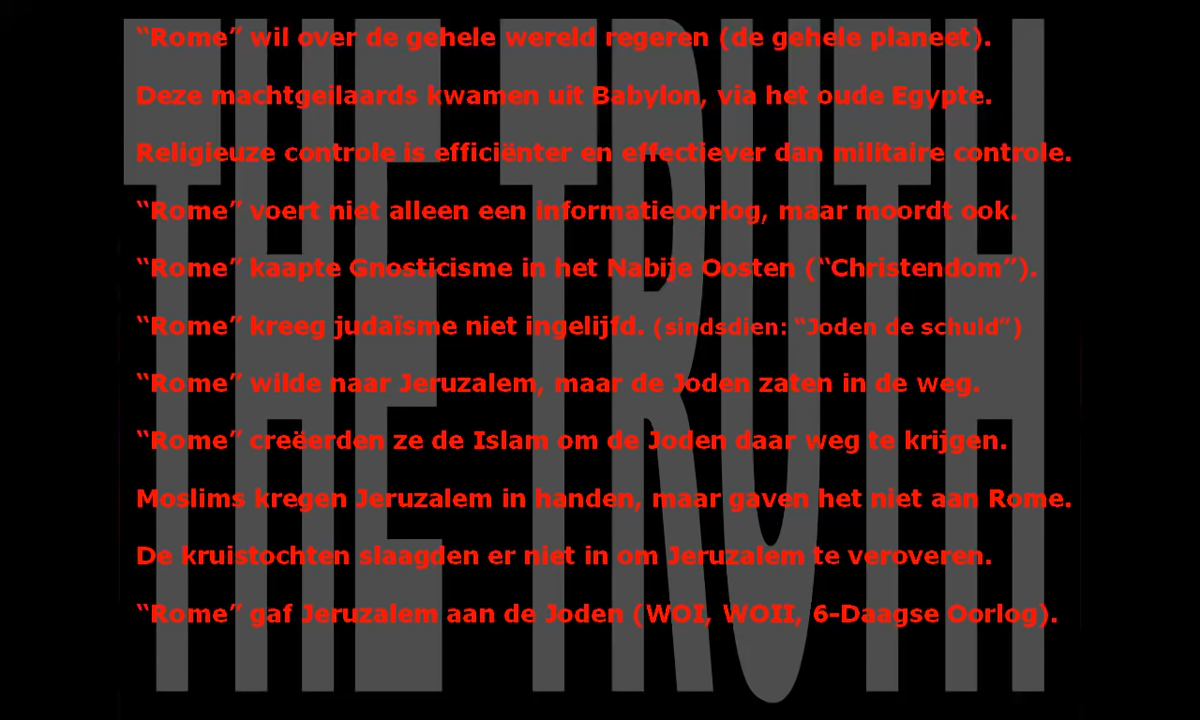 THE TRUTH
“Rome” wil over de gehele wereld regeren (de gehele planeet).
Deze machtgeilaards kwamen uit Babylon, via het oude Egypte.
Religieuze controle is efficiënter en effectiever dan militaire controle.
“Rome” voert niet alleen een informatieoorlog, maar moordt ook.
“Rome” kaapte Gnosticisme in het Nabije Oosten (“Christendom”).
“Rome” kreeg judaïsme niet ingelijfd. (sindsdien: “Joden de schuld”)
“Rome” wilde naar Jeruzalem, maar de Joden zaten in de weg.
“Rome” creëerden ze de Islam om de Joden daar weg te krijgen.
Moslims kregen Jeruzalem in handen, maar gaven het niet aan Rome.
De kruistochten slaagden er niet in om Jeruzalem te veroveren.
“Rome” gaf Jeruzalem aan de Joden (WOI, WOII, 6-Daagse Oorlog).